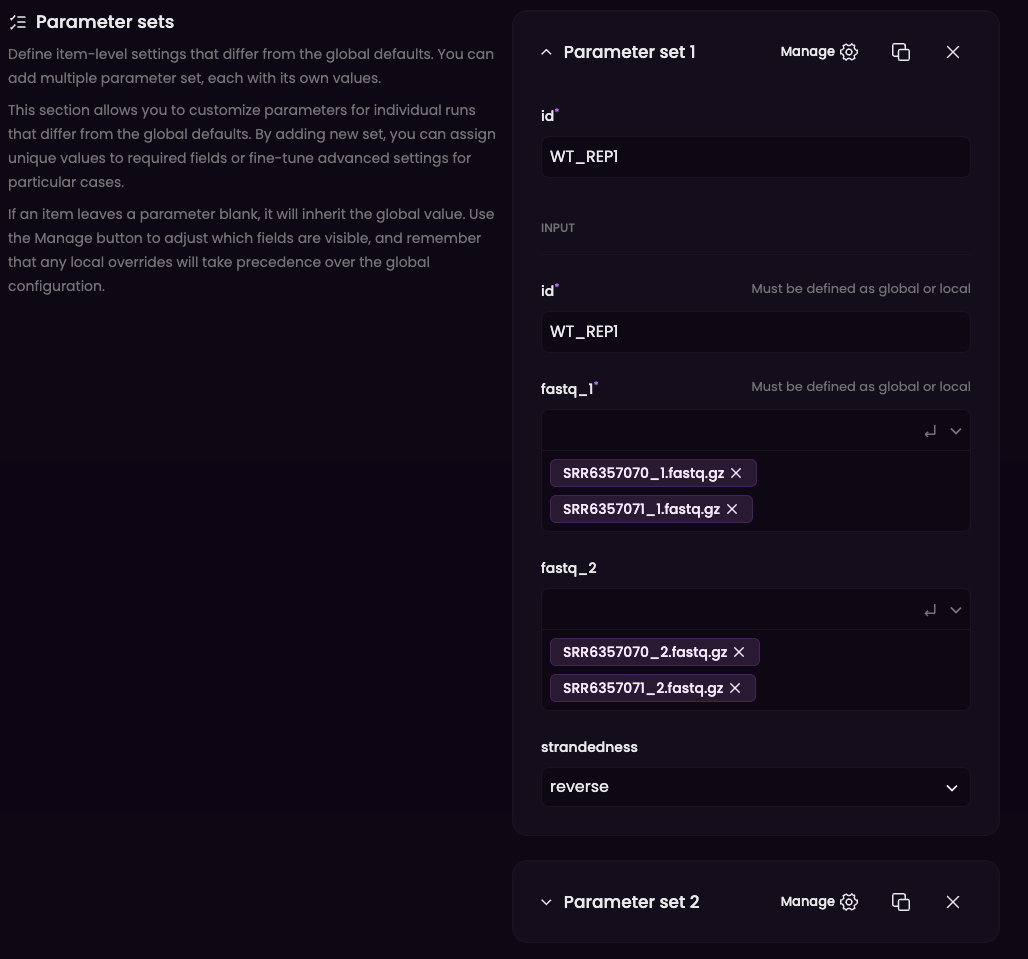 Parameter sets
Define item-level settings that differ from the global defaults. You can
add multiple parameter set, each with its own values.
This section allows you to customize parameters for individual runs
that differ from the global defaults. By adding new set, you can assign
unique values to required fields or fine-tune advanced settings for
particular cases.
If an item leaves a parameter blank, it will inherit the global value. Use
the Manage button to adjust which fields are visible, and remember
that any local overrides will take precedence over the global
configuration.
Parameter set 1 Manage
id*
WT_REP1
INPUT
id* Must be defined as global or local
WT_REP1
fastq_1* Must be defined as global or local
SRR6357070_1.fastq.gz
SRR6357071_1.fastq.gz
fastq_2
SRR6357070_2.fastq.gz
SRR6357071_2.fastq.gz
strandedness
reverse
Parameter set 2 Manage